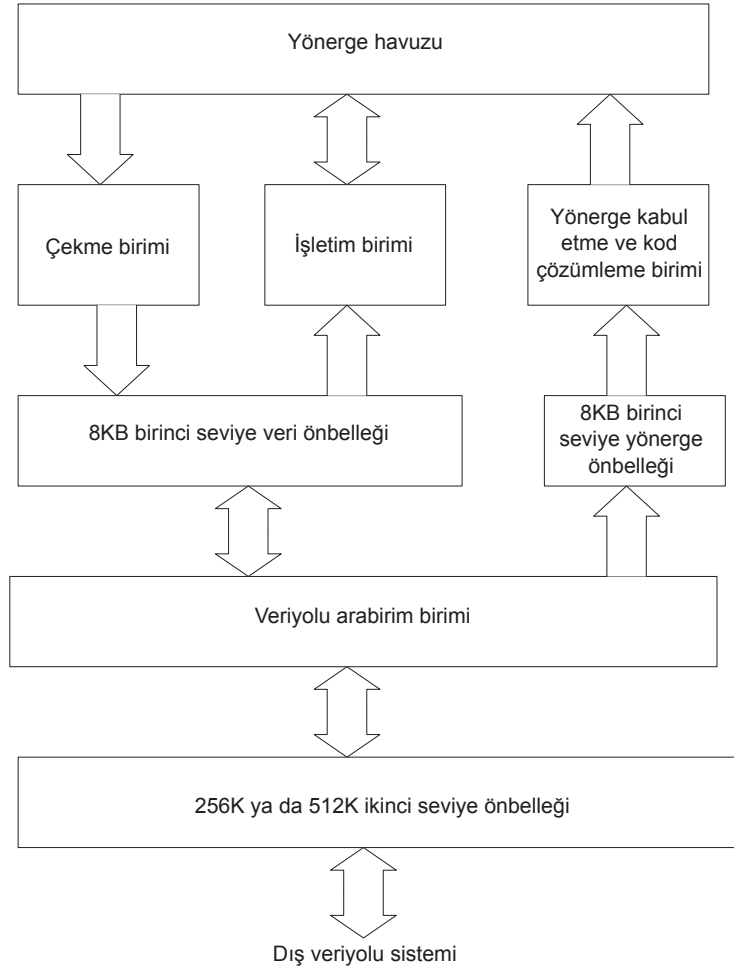 Yönerge havuzu
Çekme birimi
İşletim birimi
Yönerge kabul
etme ve kod
çözümleme birimi
8KB birinci seviye veri önbelleği
8KB birinci
seviye yönerge
önbelleği
Veriyolu arabirim birimi
256K ya da 512K ikinci seviye önbelleği
Dış veriyolu sistemi